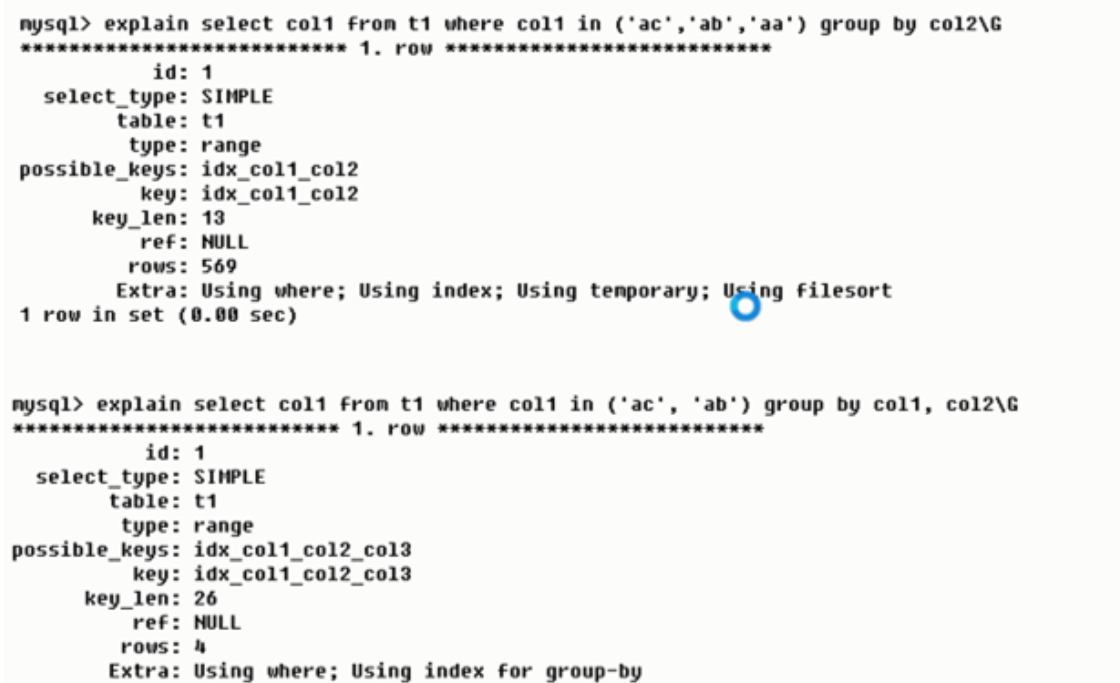 mysql> explain select col1 from t1 where col1 in ('ac','ab','aa') group by col2\G
*************************** 1. row ***************************
id: 1
select_type: SIMPLE
table: t1
type: range
possible_keys: idx_col1_col2
key: idx_col1_col2
key_len: 13
ref: NULL
rows: 569
Extra: Using where; Using index; Using temporary; Using filesort
1 row in set (0.00 sec)
mysql> explain select col1 from t1 where col1 in ('ac', 'ab') group by col1, col2\G
*************************** 1. row ***************************
id: 1
select_type: SIMPLE
table: t1
type: range
possible_keys: idx_col1_col2_col3
key: idx_col1_col2_col3
key_len: 26
ref: NULL
rows: 4
Extra: Using where; Using index for group-by